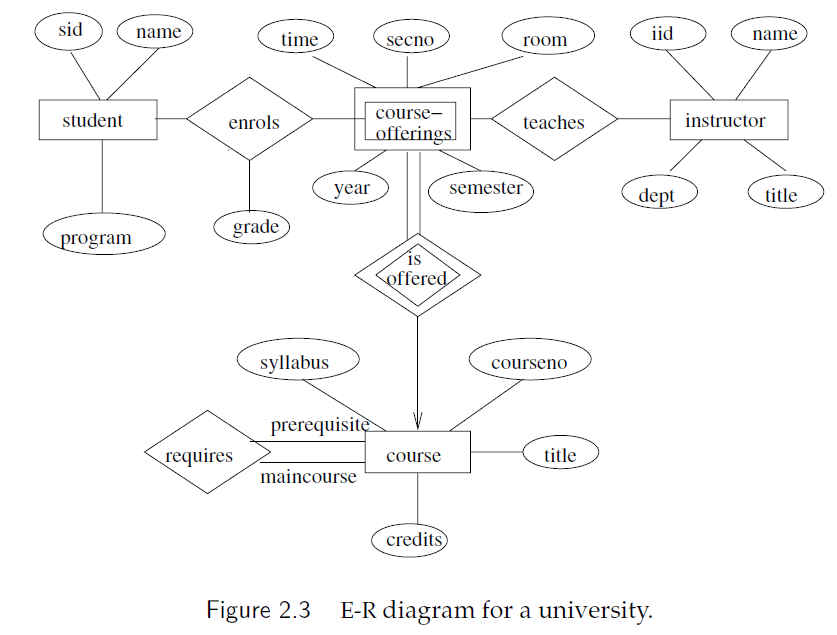 sid
name
time
secno
room
iid
name
student
enrols
course–
offerings
teaches
instructor
year
semester
dept
title
program
grade
is
offered
syllabus
courseno
prerequisite
requires
course
title
maincourse
credits
Figure 2.3 E-R diagram for a university.